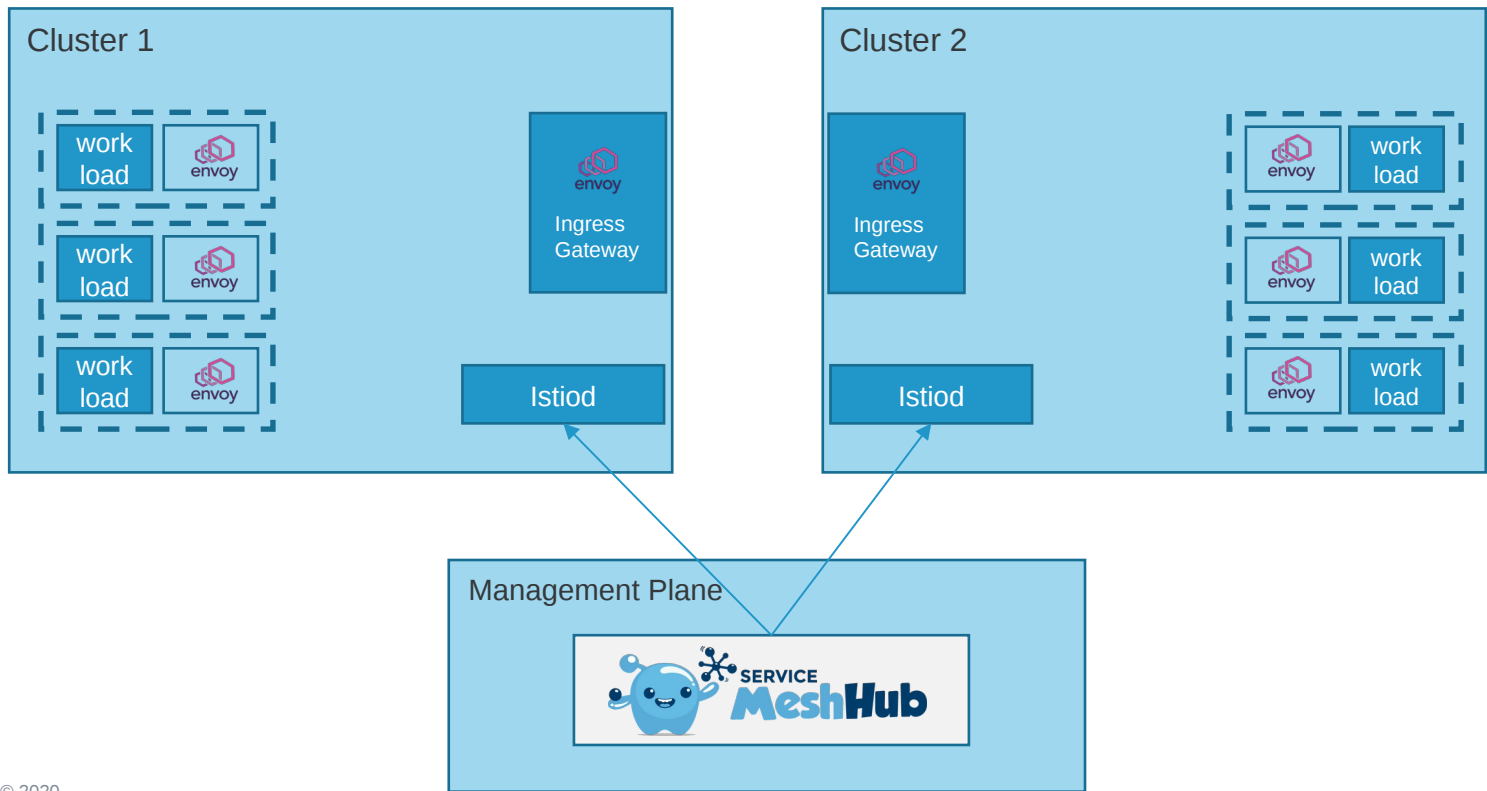 Cluster 1
work
load
envoy
work
load
envoy
work
load
envoy
envoy
Ingress
Gateway
Istiod
Cluster 2
envoy
Ingress
Gateway
Istiod
envoy
work
load
envoy
work
load
envoy
work
load
Management Plane
SERVICE
MeshHub
© 2020